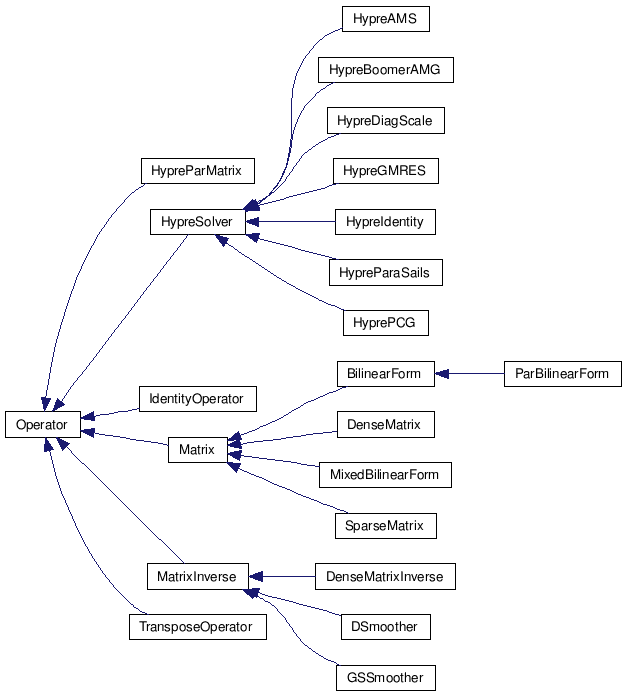 HypreAMS
HypreBoomerAMG
HypreDiagScale
HypreParMatrix
HypreGMRES
HypreSolver
HypreIdentity
HypreParaSails
HyprePCG
BilinearForm
ParBilinearForm
IdentityOperator
Operator
DenseMatrix
Matrix
MixedBilinearForm
SparseMatrix
MatrixInverse
DenseMatrixInverse
TransposeOperator
DSmoother
GSSmoother